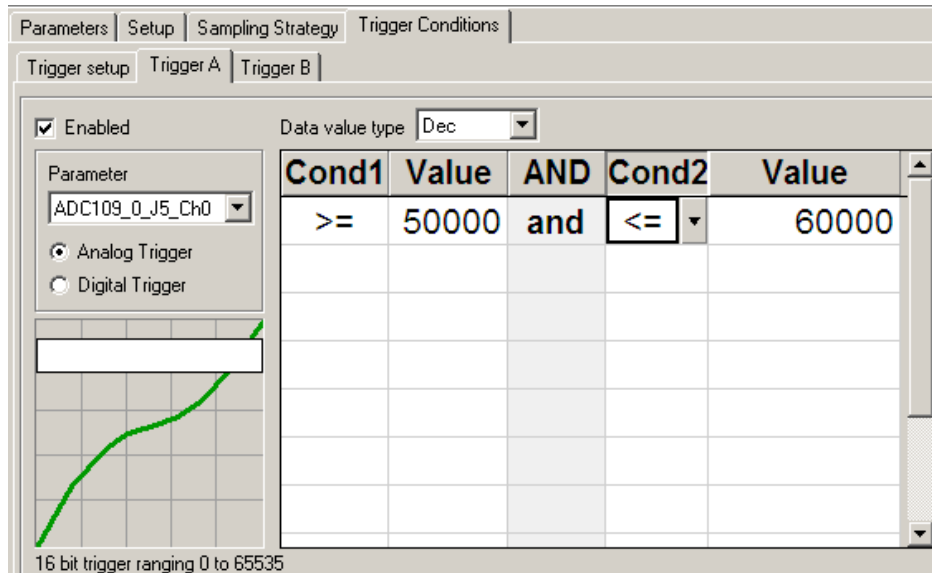 Parameters Setup Sampling Strategy Trigger Conditions
Trigger setup Trigger A Trigger B
Enabled Data value type Dec
Parameter
ADC109_0_J5_Ch0
Analog Trigger
Digital Trigger
Cond1 Value AND Cond2 Value
>= 50000 and <= 60000
16 bit trigger ranging 0 to 65535